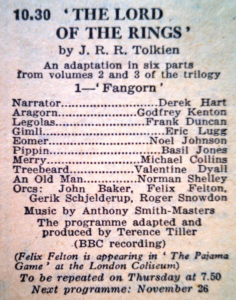 10.30 ‘THE LORD
OF THE RINGS’
by J. R. R. Tolkien
An adaptation in six parts
from volumes 2 and 3 of the trilogy
1—‘Fangorn’
Narrator Derek Hart
Aragorn Godfrey Kenton
Legolas Frank Duncan
Gimli Eric Lugg
Eomer Noel Johnson
Pippin Basil Jones
Merry Michael Collins
Treebeard Valentine Dyall
An Old Man Norman Shelley
Orcs: John Baker, Felix Felton,
Gerik Schjelderup, Roger Snowdon
Music by Anthony Smith-Masters
The programme adapted and
produced by Terence Tiller
(BBC recording)
(Felix Felton is appearing in ‘The Pajama
Game’ at the London Coliseum)
To be repeated on Thursday at 7.50
Next programme: November 26